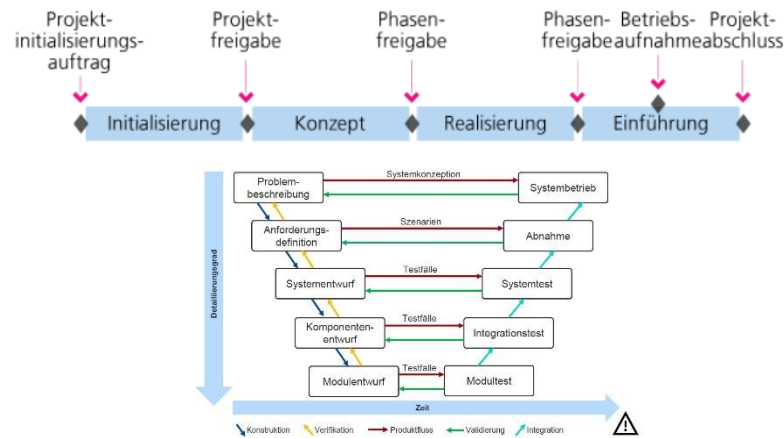 Projekt-
initialisierungs-
auftrag
Projekt-
freigabe
Phasen-
freigabe
Phasen-
freigabe
Betriebs-
aufnahme
Projekt-
abschluss
Initialisierung
Konzept
Realisierung
Einführung
Detaillierungsgrad
Problem-
beschreibung
Systemkonzeption
Systembetrieb
Anforderungs-
definition
Szenarien
Abnahme
Systementwurf
Testfälle
Systemtest
Komponenten-
entwurf
Testfälle
Integrationstest
Modulentwurf
Testfälle
Modultest
Zeit
Konstruktion
Verifikation
Produktfluss
Validierung
Integration